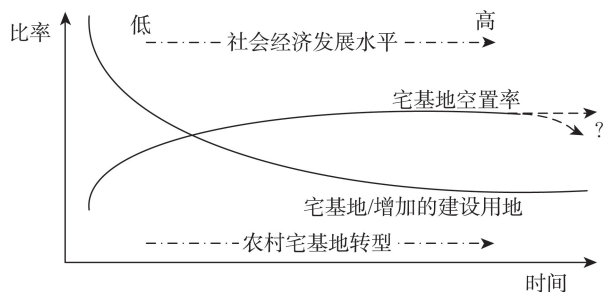 比率
低
高
社会经济发展水平
宅基地空置率
?
宅基地/增加的建设用地
农村宅基地转型
时间